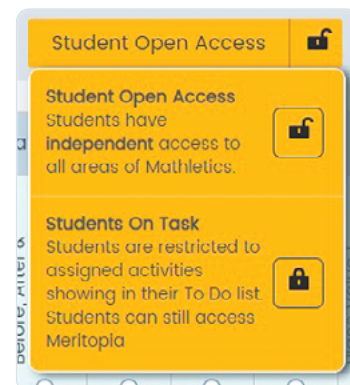 Student Open Access
Student Open Access
Students have
independent access to
all areas of Mathletics.
Students On Task
Students are restricted to
assigned activities
showing in their To Do list.
Students can still access
Meritopia